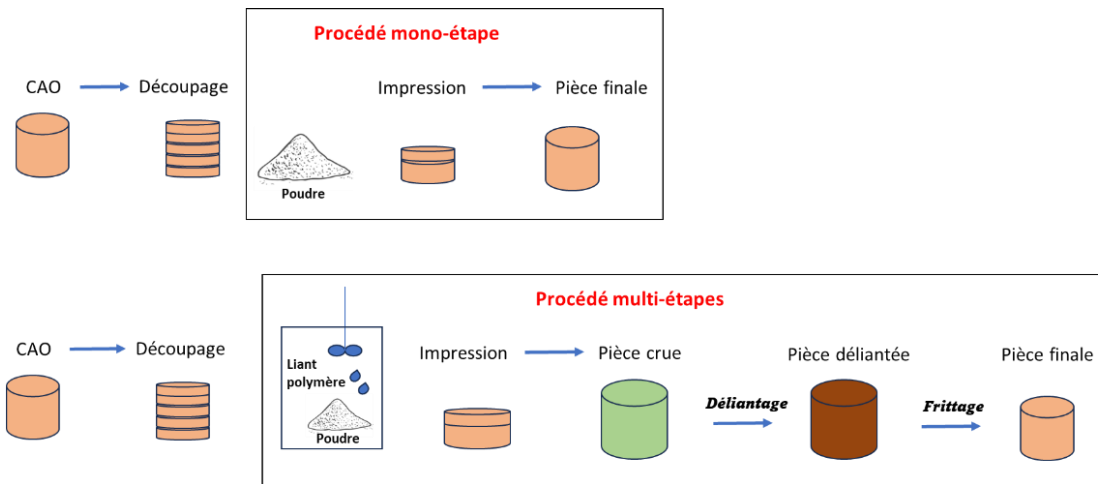 Procédé mono-étape
CAO
Découpage
Impression
Pièce finale
Poudre
Procédé multi-étapes
CAO
Découpage
Liant
polymère
Poudre
Impression
Pièce crue
Déliantage
Pièce déliantée
Frittage
Pièce finale